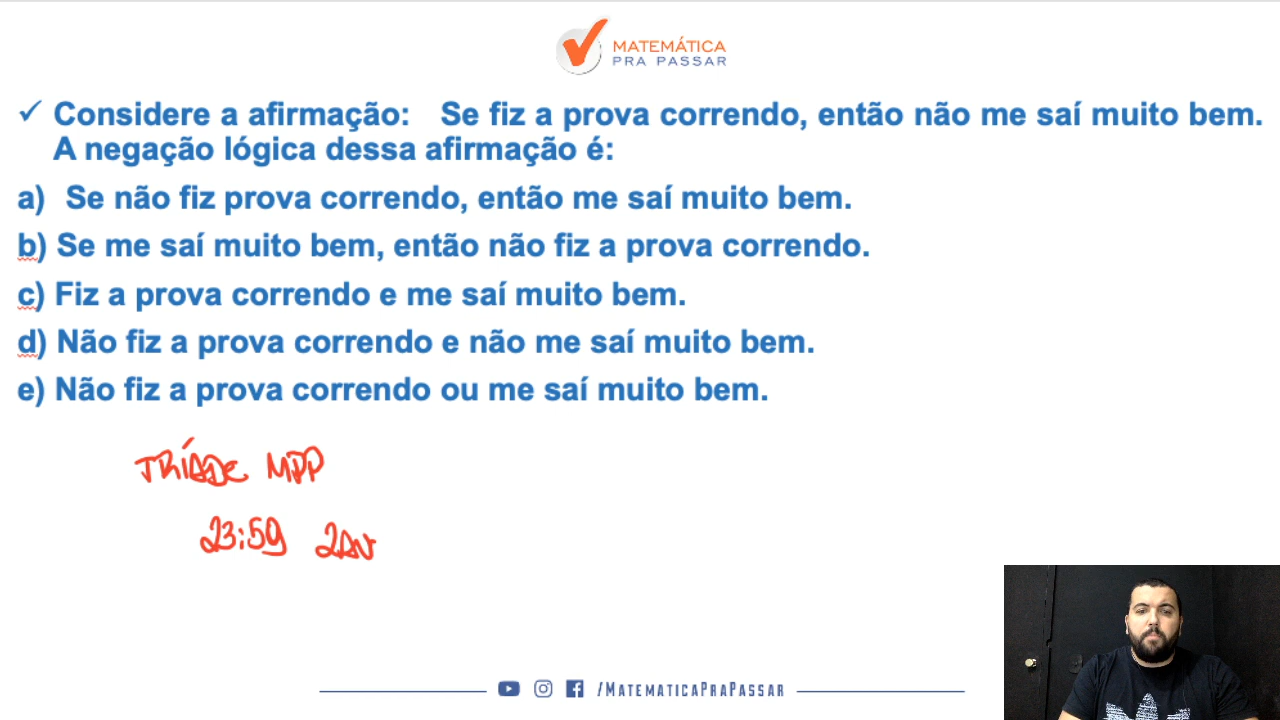 MATEMÁTICA
PRA PASSAR
✓ Considere a afirmação: Se fiz a prova correndo, então não me saí muito bem.
A negação lógica dessa afirmação é:
a) Se não fiz prova correndo, então me saí muito bem.
b) Se me saí muito bem, então não fiz a prova correndo.
c) Fiz a prova correndo e me saí muito bem.
d) Não fiz a prova correndo e não me saí muito bem.
e) Não fiz a prova correndo ou me saí muito bem.
TRÍADE MPP
23:59
/MATEMATICAPRAPASSAR